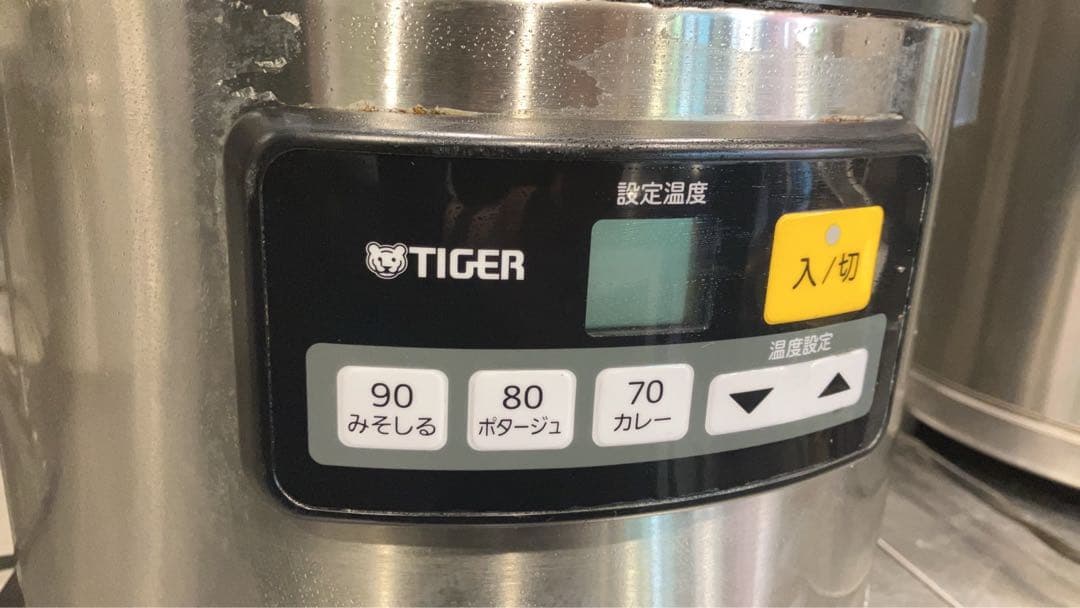 設定温度
TIGER
入/切
温度設定
90
みそしる
80
ポタージュ
70
カレー
▼
▲